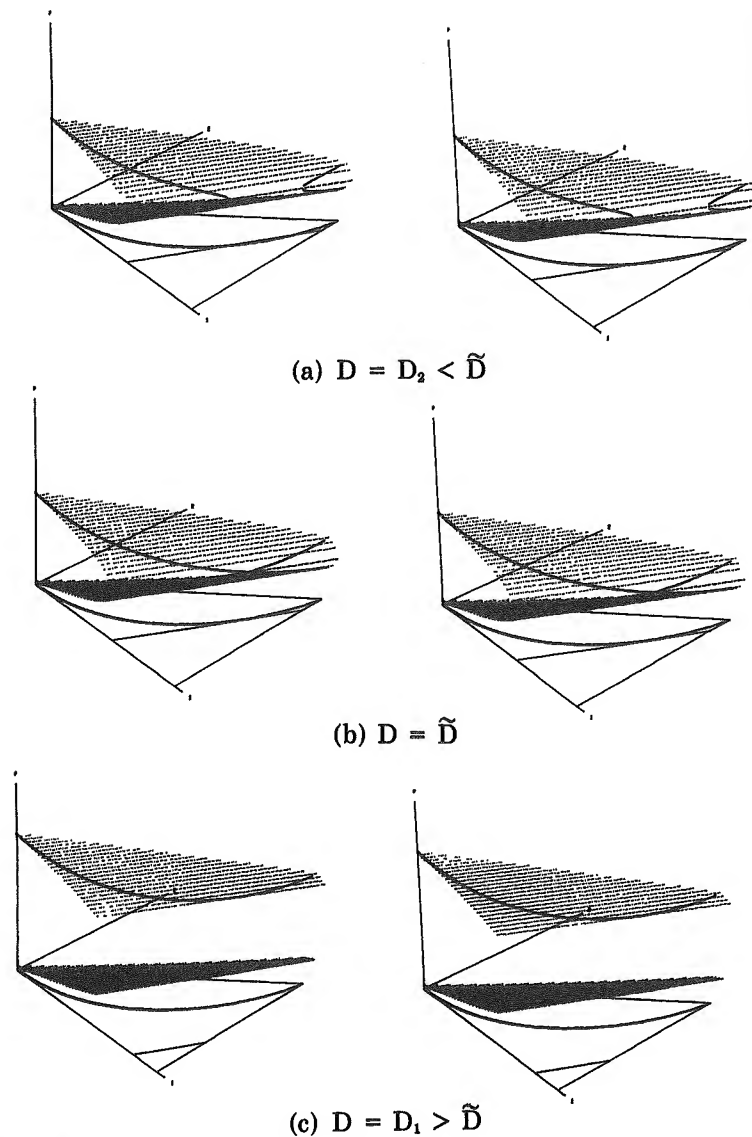 (a) D = D₂ < D̃
(b) D = D̃
(c) D = D₁ > D̃